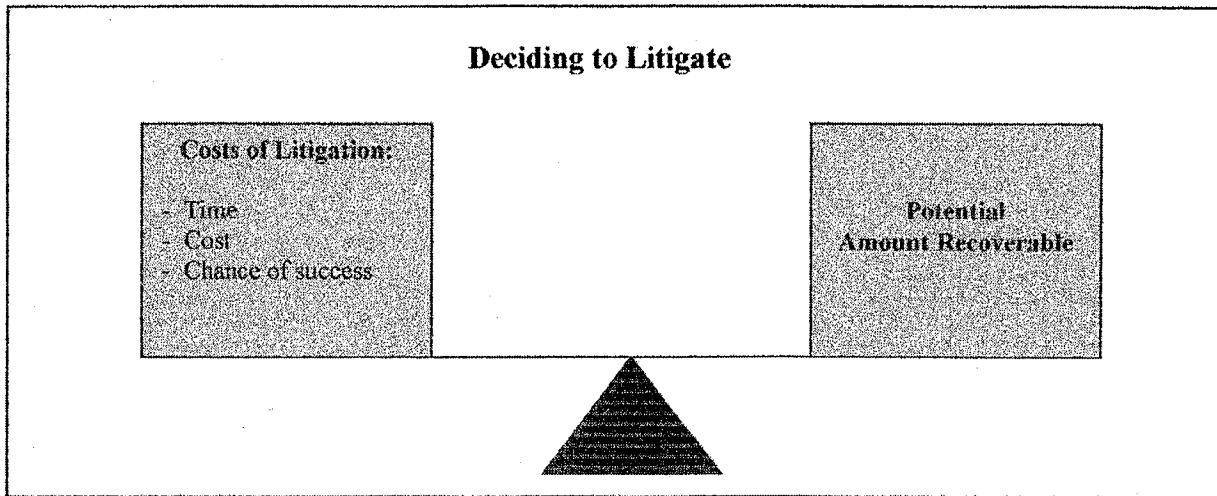 Deciding to Litigate
Costs of Litigation:
- Time
- Cost
- Chance of success
Potential
Amount Recoverable